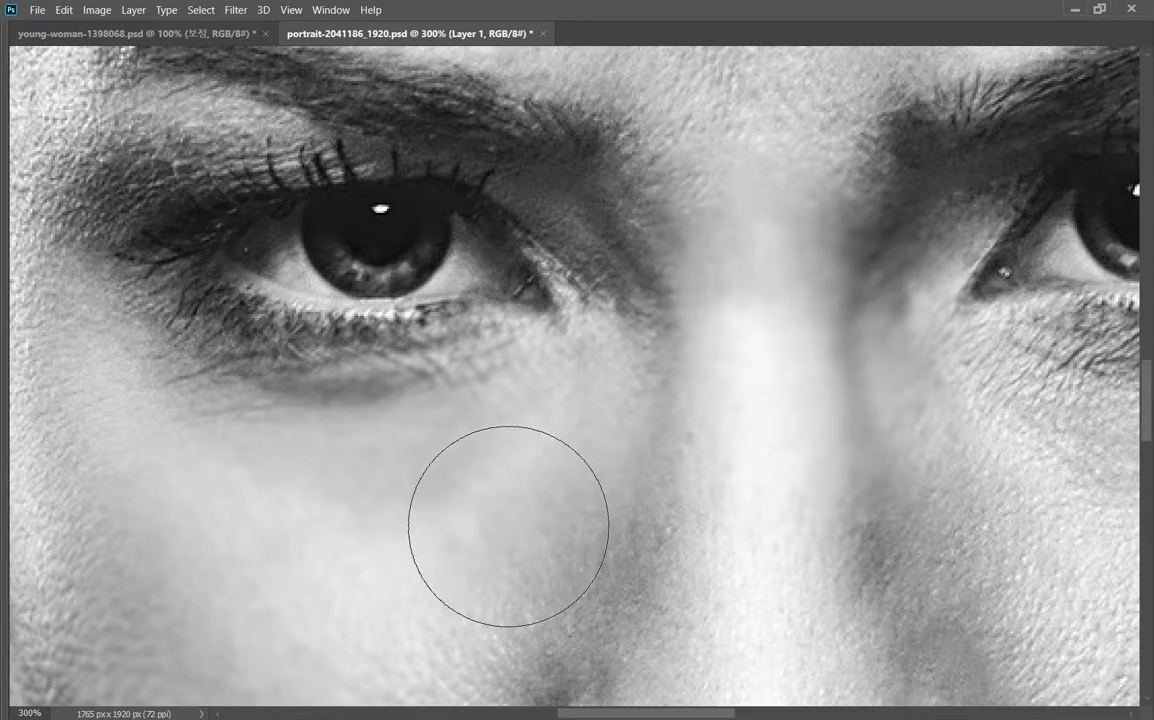 Ps File Edit Image Layer Type Select Filter 3D View Window Help
young-woman-1398068.psd @ 100% (보정, RGB/8#) * × portrait-2041186_1920.psd @ 300% (Layer 1, RGB/8#) * ×
300% 1765 px x 1920 px (72 ppi)